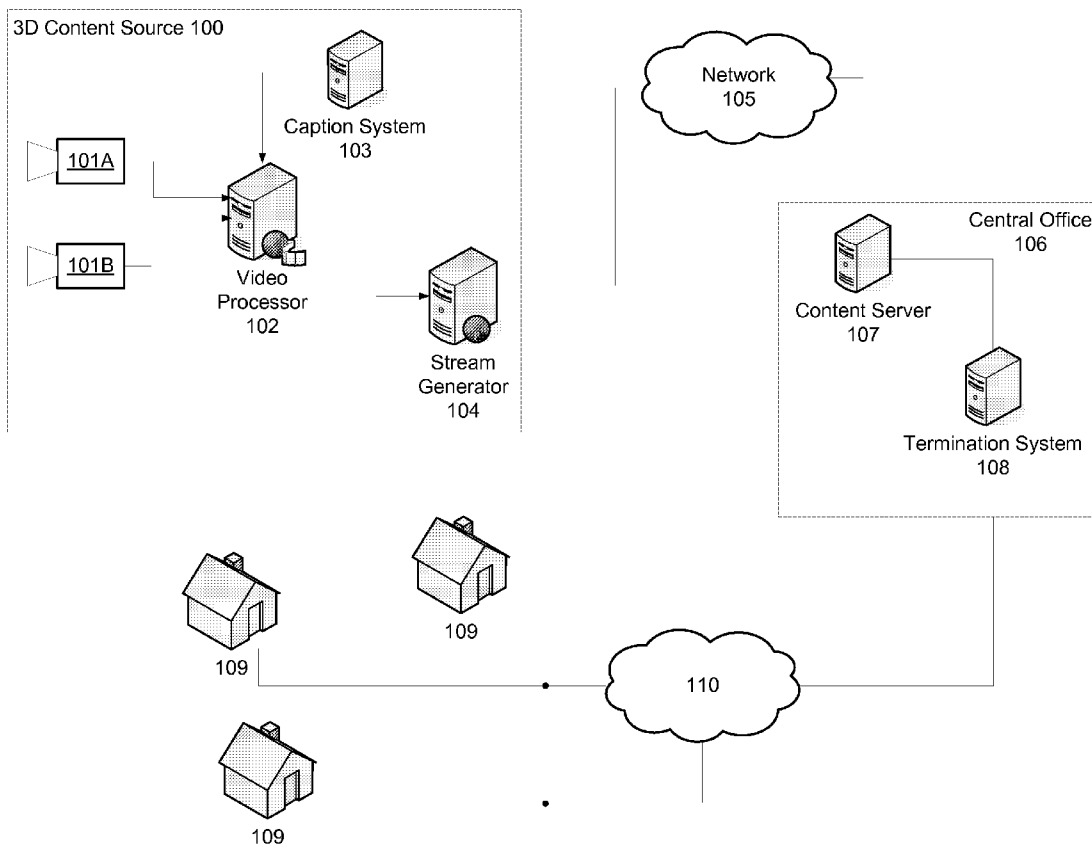 3D Content Source 100
Caption System
103
101A
101B
Video
Processor
102
Stream
Generator
104
Network
105
Central Office
106
Content Server
107
Termination System
108
109
109
109
110